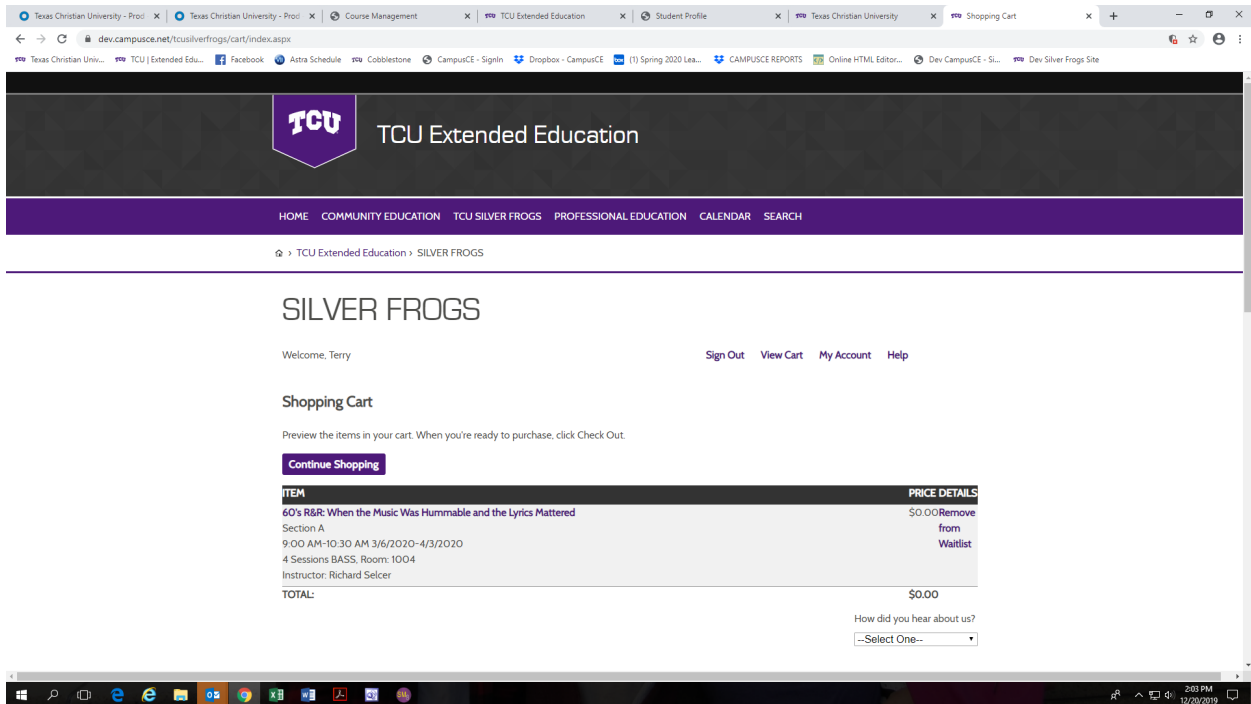 Texas Christian University - Prod
Texas Christian University - Prod
Course Management
TCU Extended Education
Student Profile
Texas Christian University
Shopping Cart
dev.campusce.net/tcusilverfrogs/cart/index.aspx
Texas Christian Univ...
TCU | Extended Edu...
Facebook
Astra Schedule
Cobblestone
CampusCE - SignIn
Dropbox - CampusCE
(1) Spring 2020 Lea...
CAMPUSCE REPORTS
Online HTML Editor...
Dev CampusCE - Si...
Dev Silver Frogs Site
TCU
TCU Extended Education
HOME COMMUNITY EDUCATION TCU SILVER FROGS PROFESSIONAL EDUCATION CALENDAR SEARCH
› TCU Extended Education › SILVER FROGS
SILVER FROGS
Welcome, Terry
Sign Out View Cart My Account Help
Shopping Cart
Preview the items in your cart. When you're ready to purchase, click Check Out.
Continue Shopping
ITEM PRICE DETAILS
60's R&R: When the Music Was Hummable and the Lyrics Mattered $0.00 Remove
Section A from
9:00 AM-10:30 AM 3/6/2020-4/3/2020 Waitlist
4 Sessions BASS, Room: 1004
Instructor: Richard Selcer
TOTAL: $0.00
How did you hear about us?
--Select One--
2:03 PM
12/20/2019